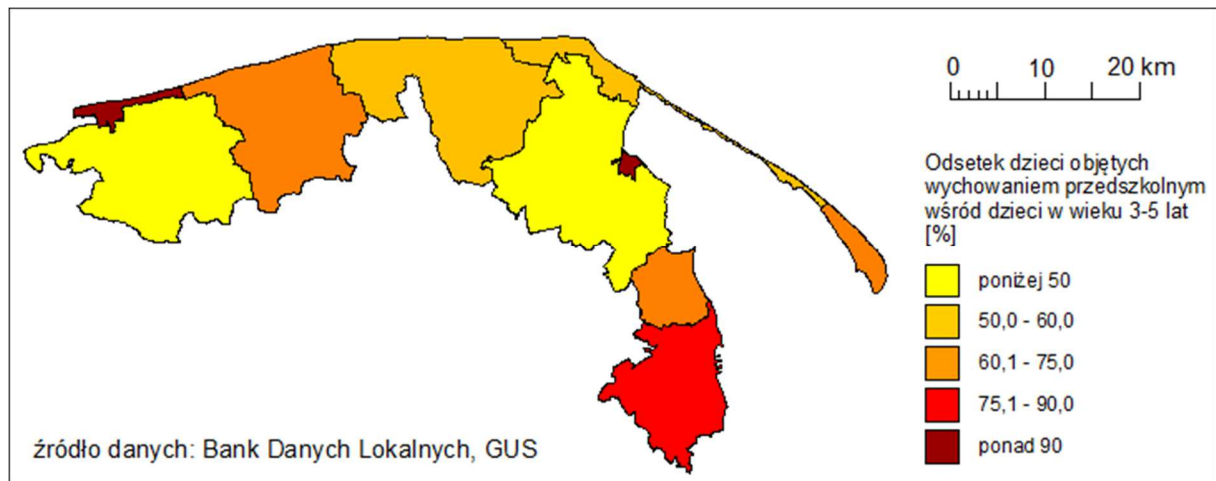 0 10 20 km
Odsetek dzieci objętych
wychowaniem przedszkolnym
wśród dzieci w wieku 3-5 lat
[%]
poniżej 50
50,0 - 60,0
60,1 - 75,0
75,1 - 90,0
ponad 90
źródło danych: Bank Danych Lokalnych, GUS